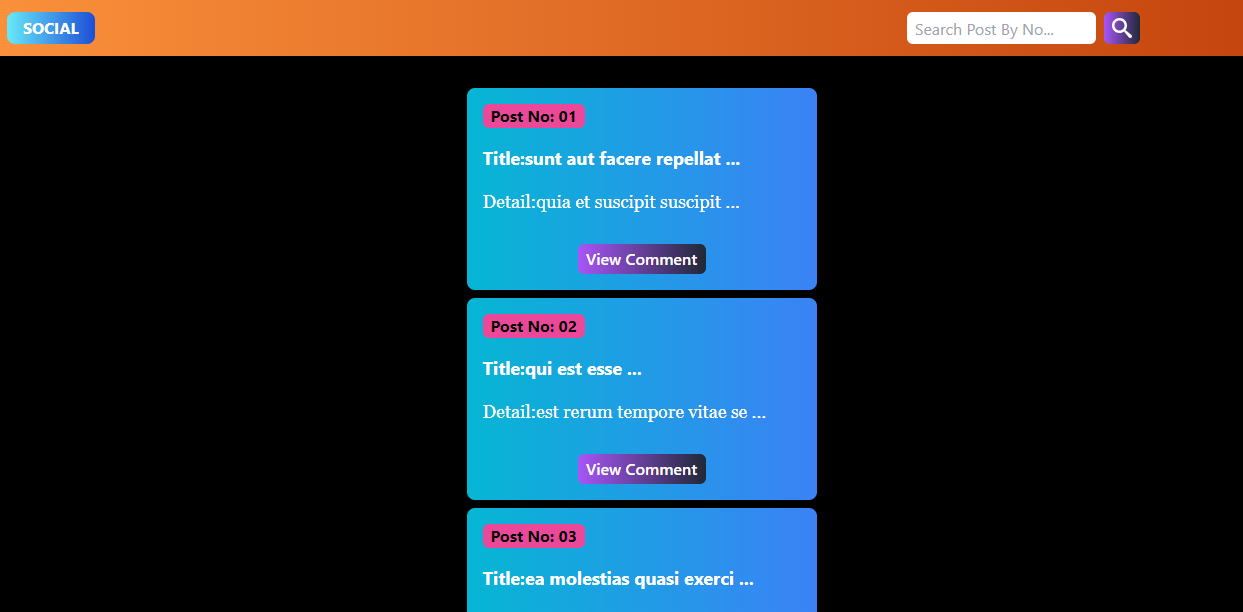 SOCIAL
Search Post By No...
Post No: 01
Title:sunt aut facere repellat ...
Detail:quia et suscipit suscipit ...
View Comment
Post No: 02
Title:qui est esse ...
Detail:est rerum tempore vitae se ...
View Comment
Post No: 03
Title:ea molestias quasi exerci ...